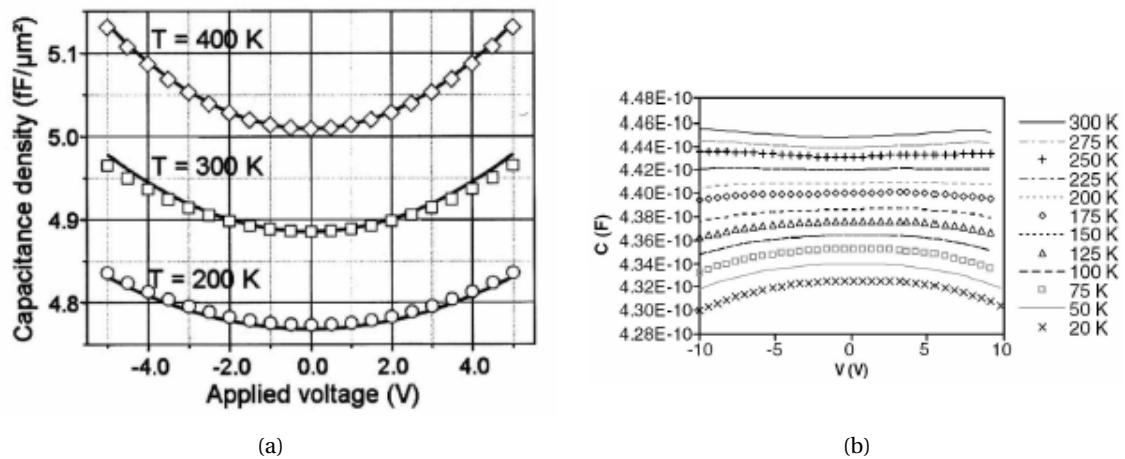 Capacitance density (fF/µm²)
5.1
5.0
4.9
4.8
T = 400 K
T = 300 K
T = 200 K
-4.0 -2.0 0.0 2.0 4.0
Applied voltage (V)
(a)
C (F)
4.48E-10
4.46E-10
4.44E-10
4.42E-10
4.40E-10
4.38E-10
4.36E-10
4.34E-10
4.32E-10
4.30E-10
4.28E-10
-10 -5 0 5 10
V (V)
300 K
275 K
250 K
225 K
200 K
175 K
150 K
125 K
100 K
75 K
50 K
20 K
(b)